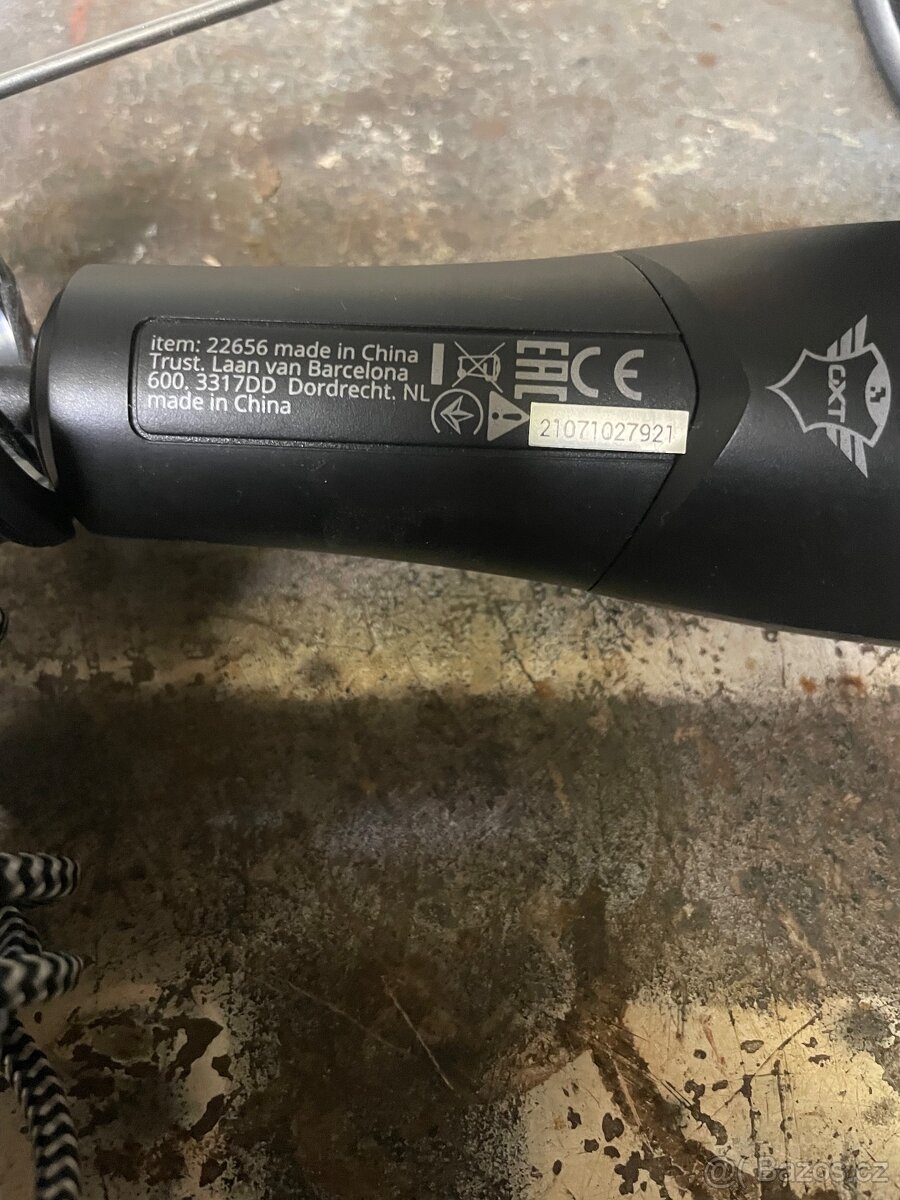 item: 22656 made in China
Trust. Laan van Barcelona
600. 3317DD Dordrecht. NL
made in China
EAC CE
21071027921
GXT
Bazoš.cz